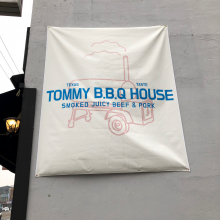 TEXAS TASTE
TOMMY B.B.Q HOUSE
SMOKED JUICY BEEF & PORK